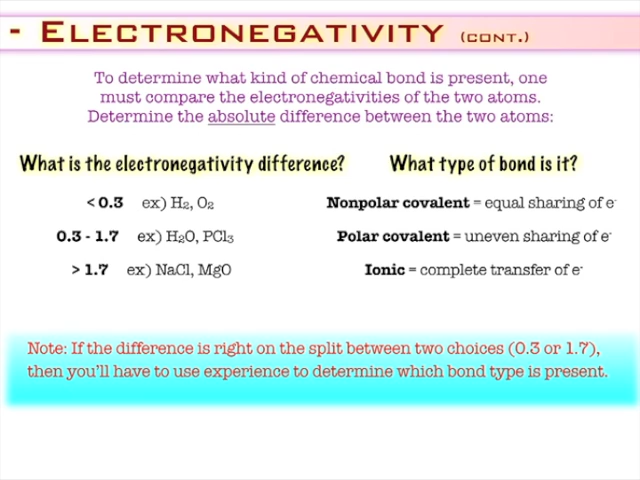 - Electronegativity (cont.)
To determine what kind of chemical bond is present, one
must compare the electronegativities of the two atoms.
Determine the absolute difference between the two atoms:
What is the electronegativity difference? What type of bond is it?
< 0.3 ex) H₂, O₂ Nonpolar covalent = equal sharing of e⁻
0.3 - 1.7 ex) H₂O, PCl₃ Polar covalent = uneven sharing of e⁻
> 1.7 ex) NaCl, MgO Ionic = complete transfer of e⁻
Note: If the difference is right on the split between two choices (0.3 or 1.7),
then you'll have to use experience to determine which bond type is present.